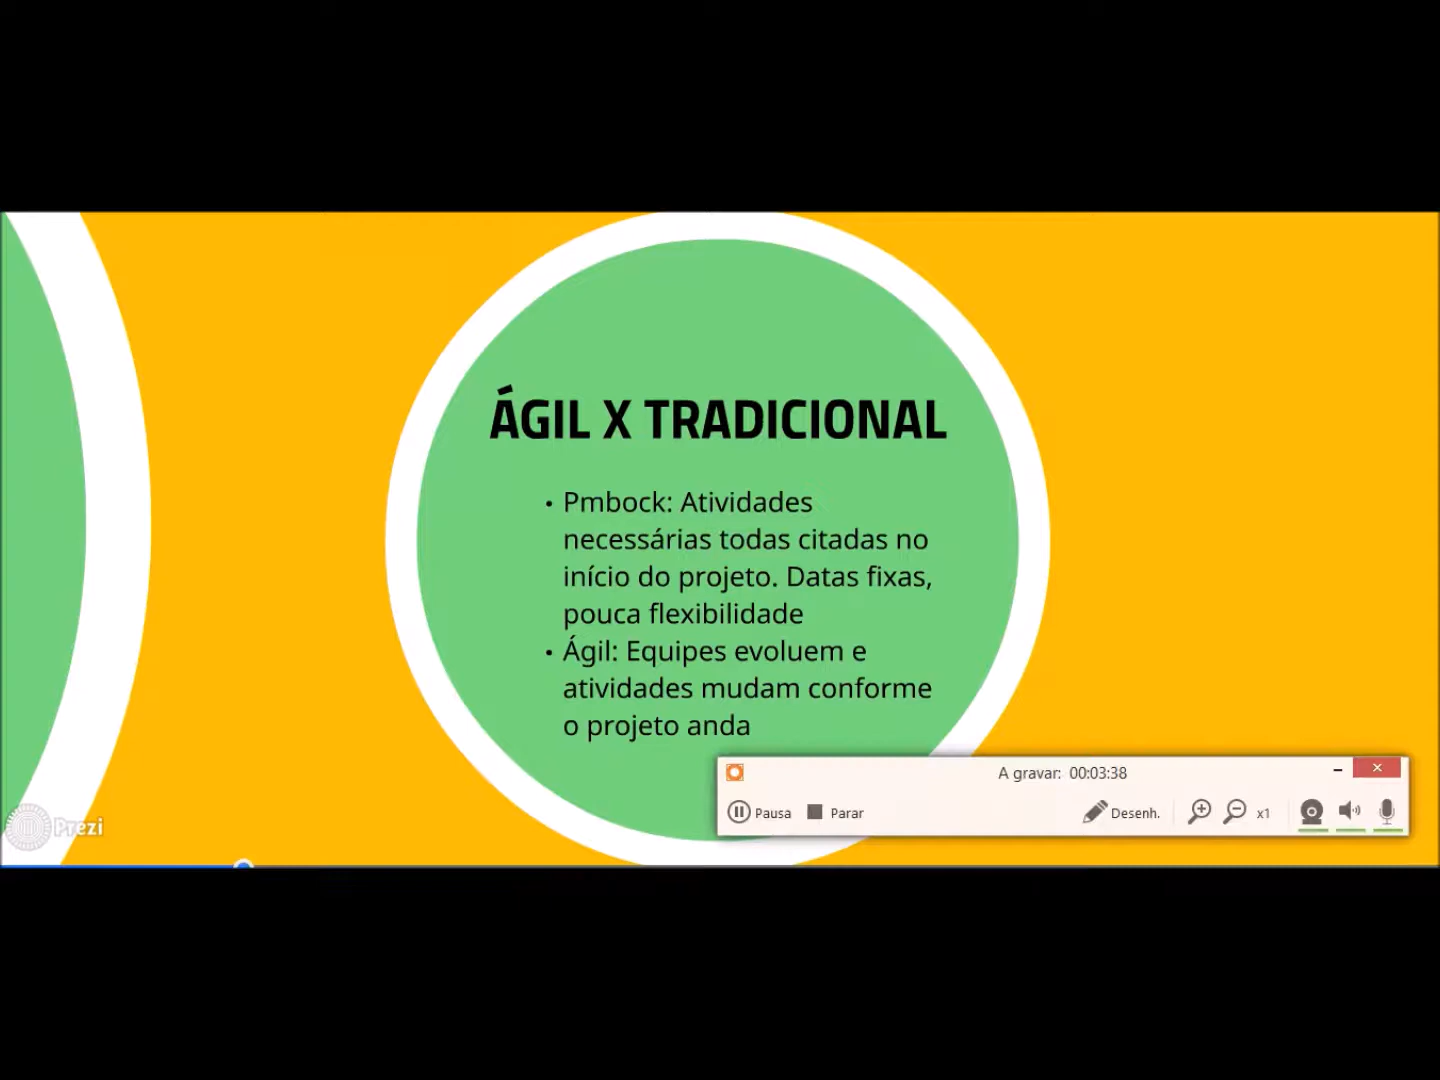 ÁGIL X TRADICIONAL
• Pmbock: Atividades
necessárias todas citadas no
início do projeto. Datas fixas,
pouca flexibilidade
• Ágil: Equipes evoluem e
atividades mudam conforme
o projeto anda
A gravar: 00:03:38
Pausa Parar Desenh. x1
Prezi